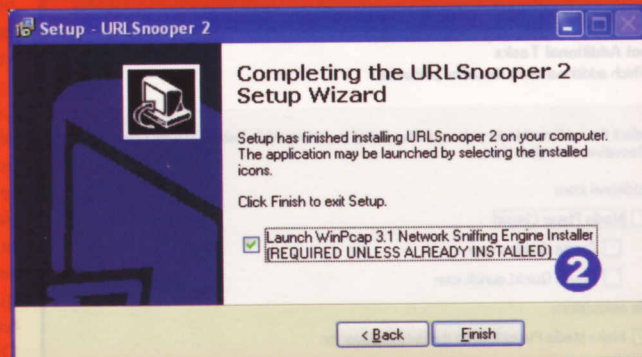 Setup - URLSnooper 2
Completing the URLSnooper 2
Setup Wizard
Setup has finished installing URLSnooper 2 on your computer.
The application may be launched by selecting the installed
icons.
Click Finish to exit Setup.
Launch WinPcap 3.1 Network Sniffing Engine Installer
(REQUIRED UNLESS ALREADY INSTALLED)
2
< Back
Finish